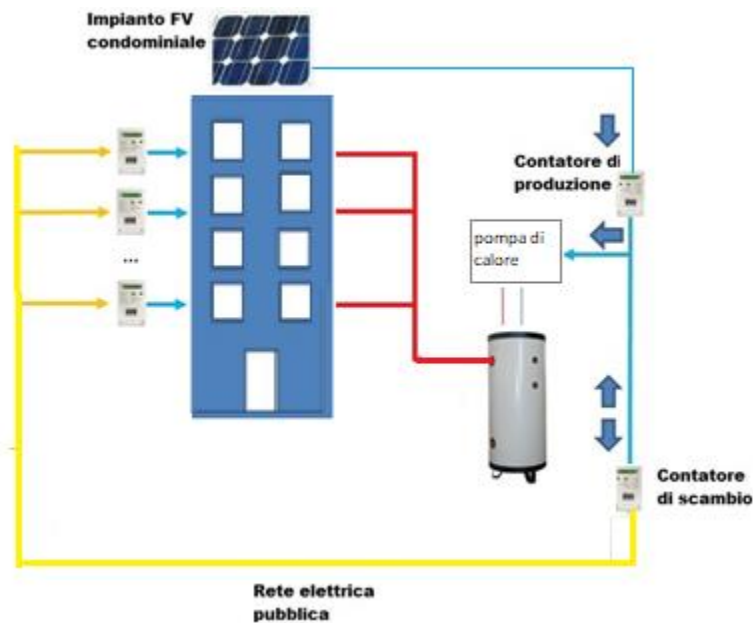 Impianto FV
condominiale
Contatore di
produzione
pompa di
calore
...
Contatore
di scambio
Rete elettrica
pubblica